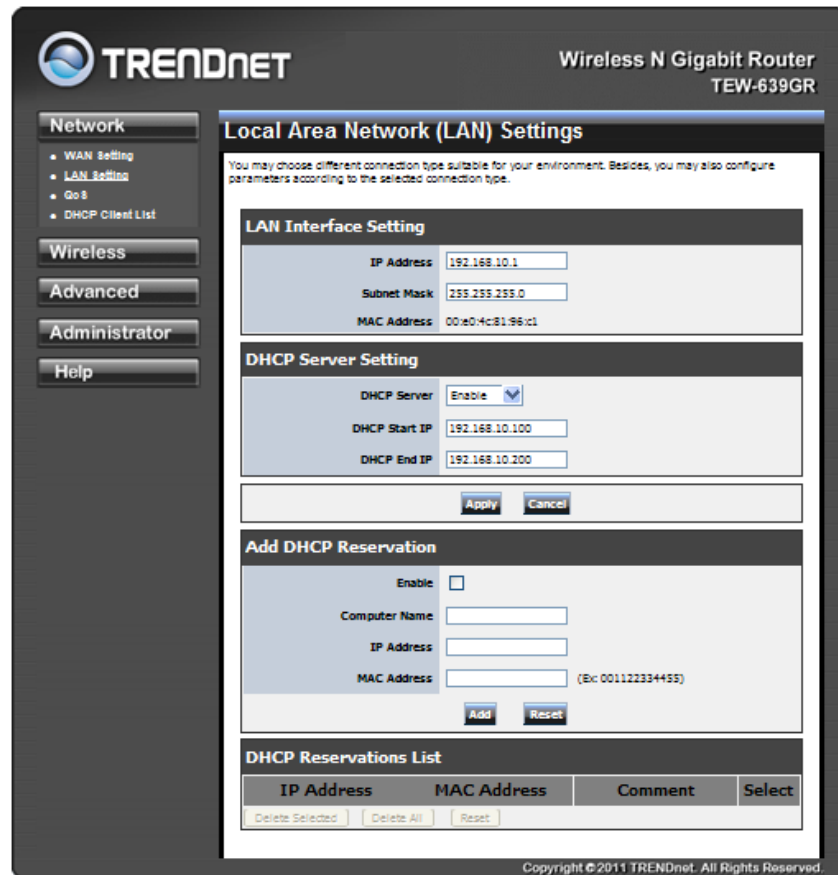 TRENDNET
Wireless N Gigabit Router
TEW-639GR
Network
WAN Setting
LAN Setting
QoS
DHCP Client List
Wireless
Advanced
Administrator
Help
Local Area Network (LAN) Settings
You may choose different connection type suitable for your environment. Besides, you may also configure
parameters according to the selected connection type.
LAN Interface Setting
IP Address 192.168.10.1
Subnet Mask 255.255.255.0
MAC Address 00:e0:4c:81:96:c1
DHCP Server Setting
DHCP Server Enable
DHCP Start IP 192.168.10.100
DHCP End IP 192.168.10.200
Apply Cancel
Add DHCP Reservation
Enable
Computer Name
IP Address
MAC Address (Ex: 001122334455)
Add Reset
DHCP Reservations List
IP Address MAC Address Comment Select
Delete Selected Delete All Reset
Copyright © 2011 TRENDnet. All Rights Reserved.